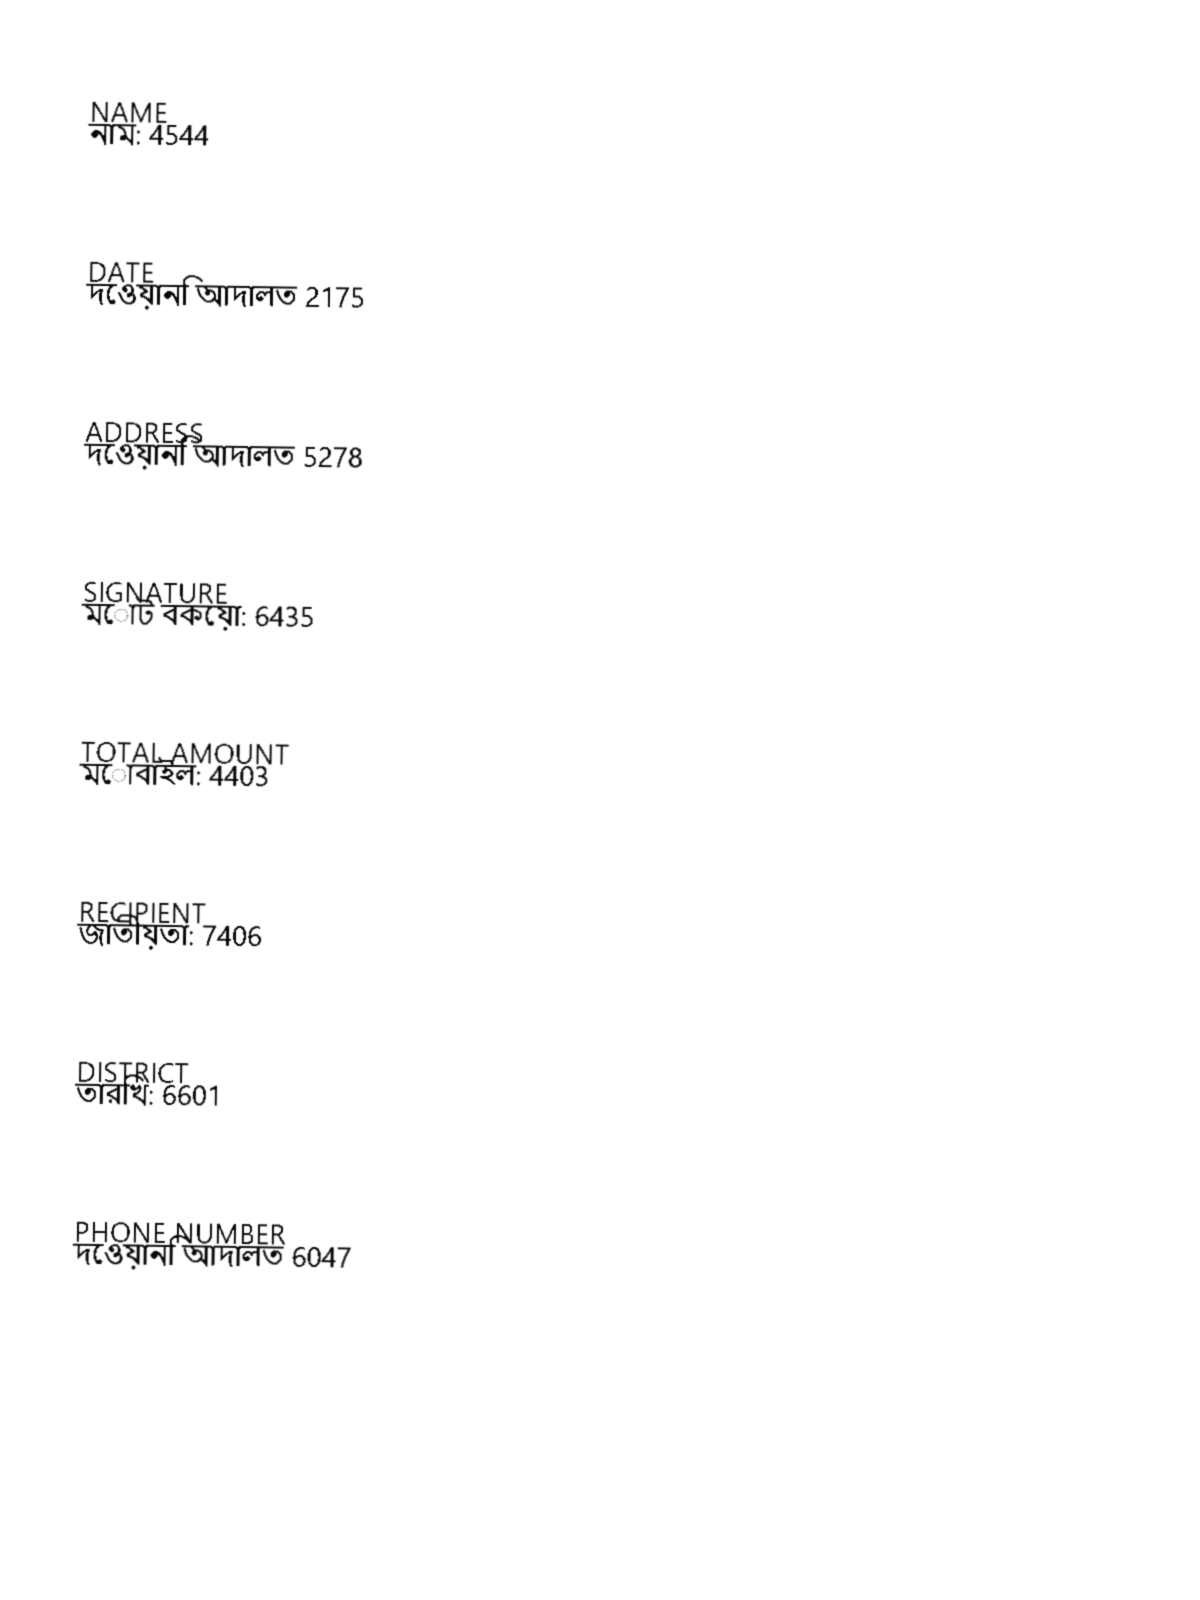 NAME
নাম: 4544
DATE
দেওয়ানি আদালত 2175
ADDRESS
দেওয়ানি আদালত 5278
SIGNATURE
মোট বকেয়া: 6435
TOTAL AMOUNT
মোবাইল: 4403
RECIPIENT
জাতীয়তা: 7406
DISTRICT
তারিখ: 6601
PHONE NUMBER
দেওয়ানি আদালত 6047